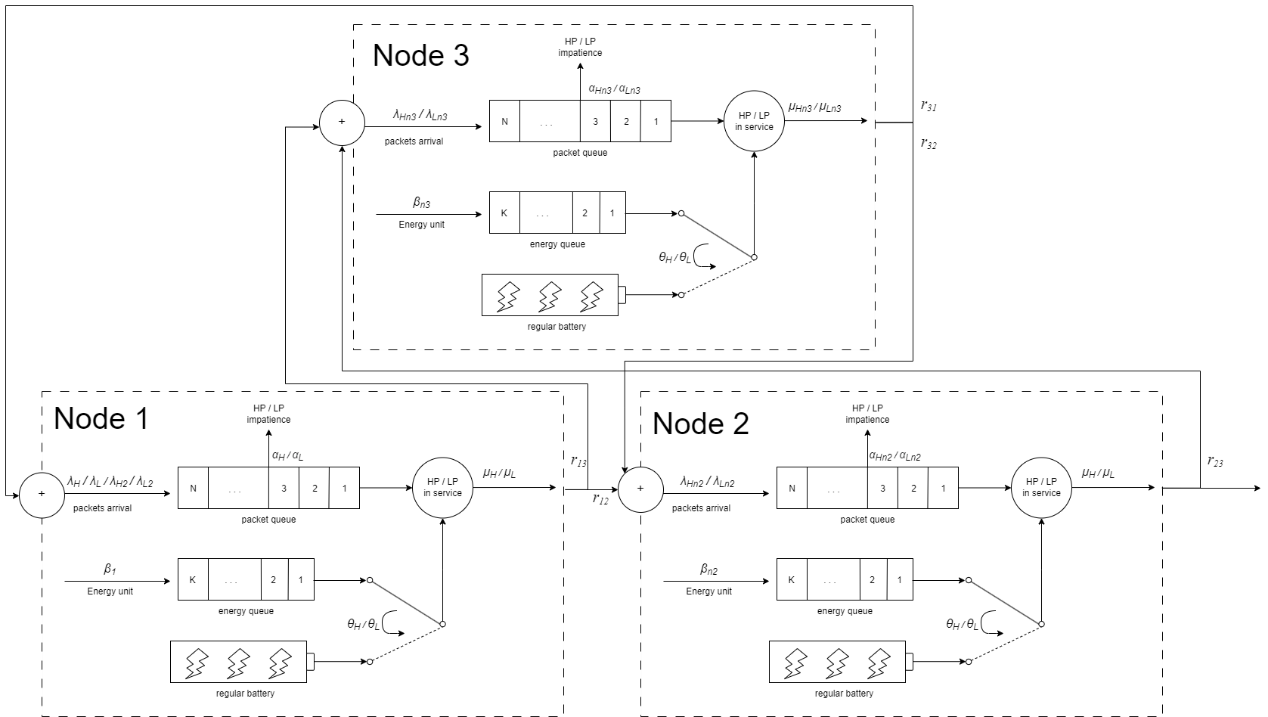 Node 3
HP / LP
impatience
αHn3 / αLn3
λHn3 / λLn3
packets arrival
N ... 3 2 1
packet queue
HP / LP
in service
μHn3 / μLn3
r31
r32
βn3
Energy unit
K ... 2 1
energy queue
θH / θL
regular battery
Node 1
HP / LP
impatience
αH / αL
λH / λL / λH2 / λL2
packets arrival
N ... 3 2 1
packet queue
HP / LP
in service
μH / μL
r13
r12
β1
Energy unit
K ... 2 1
energy queue
θH / θL
regular battery
Node 2
HP / LP
impatience
αHn2 / αLn2
λHn2 / λLn2
packets arrival
N ... 3 2 1
packet queue
HP / LP
in service
μH / μL
r23
βn2
Energy unit
K ... 2 1
energy queue
θH / θL
regular battery
+
+
+